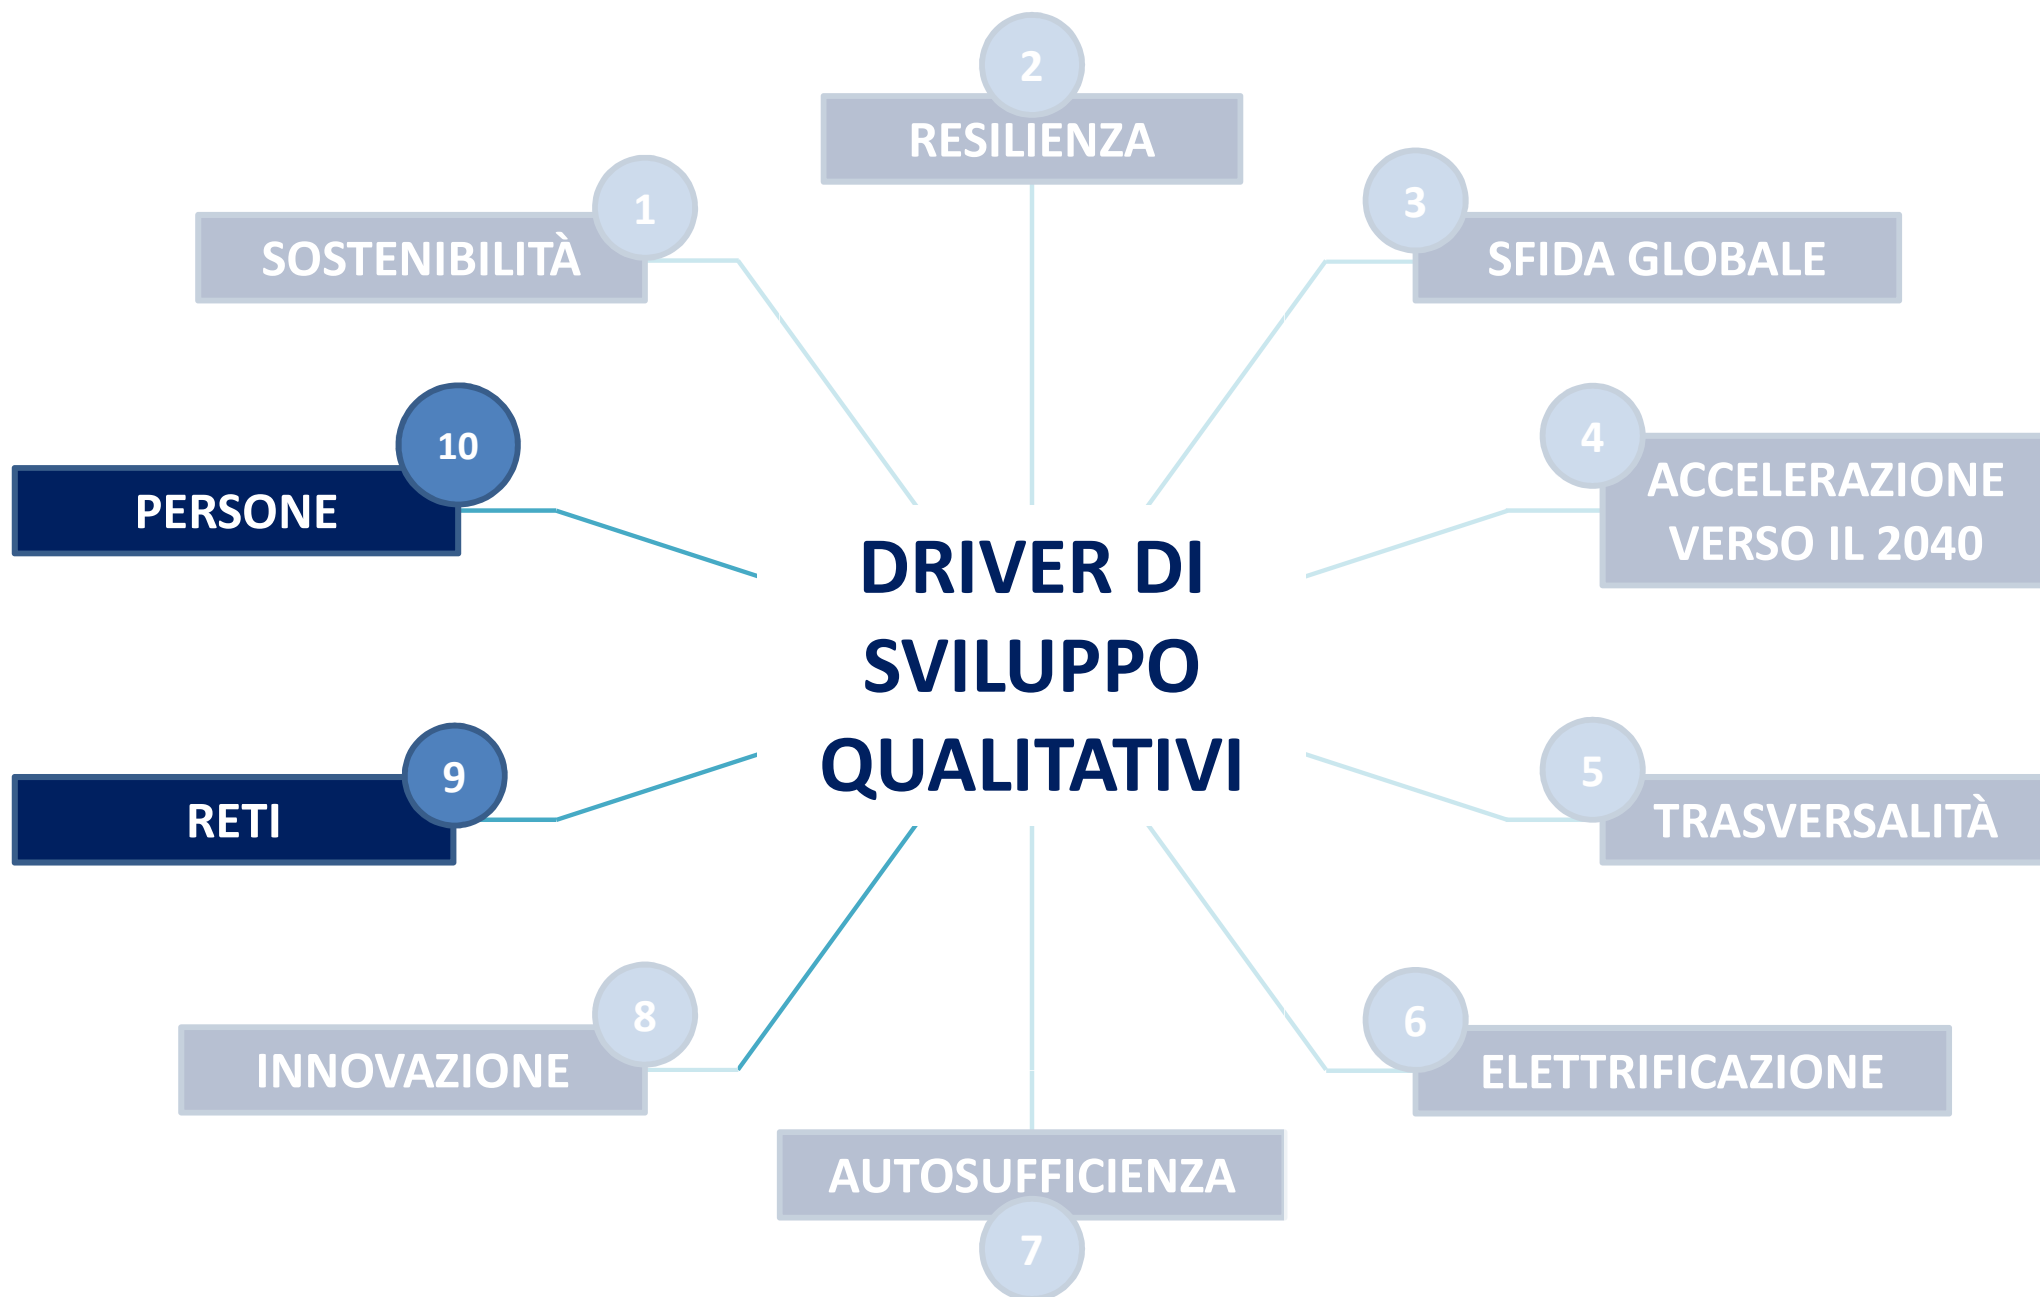 2
RESILIENZA
1
SOSTENIBILITÀ
3
SFIDA GLOBALE
10
PERSONE
4
ACCELERAZIONE
VERSO IL 2040
DRIVER DI
SVILUPPO
QUALITATIVI
9
RETI
5
TRASVERSALITÀ
8
INNOVAZIONE
6
ELETTRIFICAZIONE
AUTOSUFFICIENZA
7